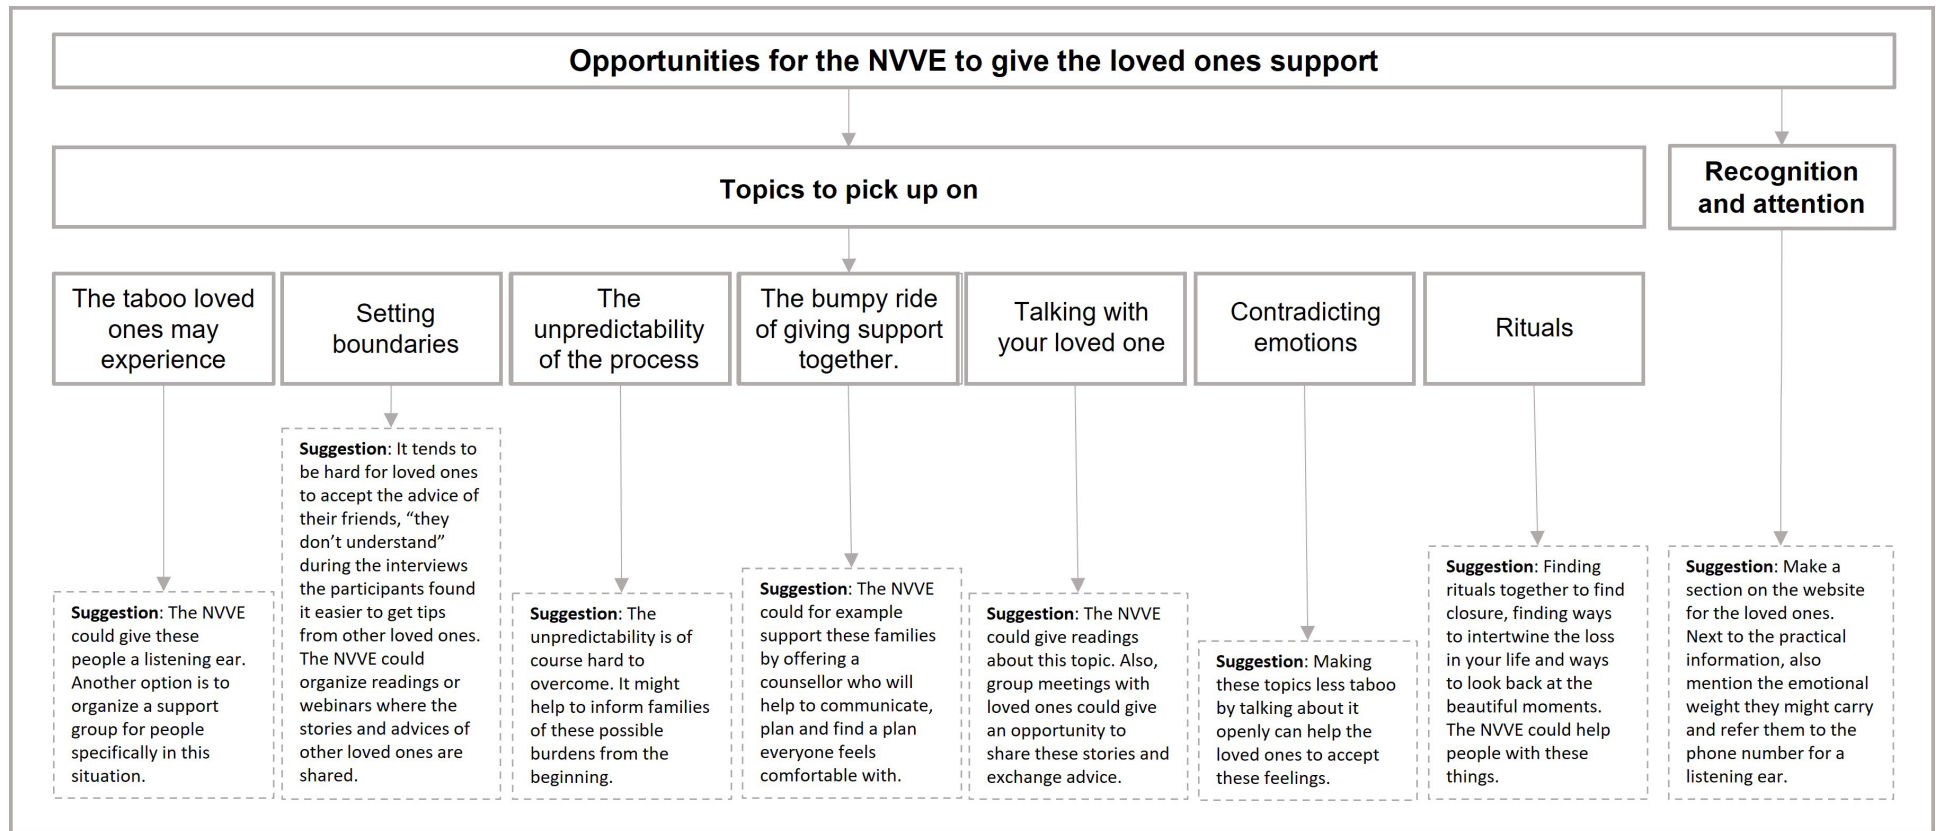 Opportunities for the NVVE to give the loved ones support
Topics to pick up on
Recognition
and attention
The taboo loved
ones may
experience
Setting
boundaries
The
unpredictability
of the process
The bumpy ride
of giving support
together.
Talking with
your loved one
Contradicting
emotions
Rituals
Suggestion: The NVVE
could give these
people a listening ear.
Another option is to
organize a support
group for people
specifically in this
situation.
Suggestion: It tends to
be hard for loved ones
to accept the advice of
their friends, “they
don’t understand”
during the interviews
the participants found
it easier to get tips
from other loved ones.
The NVVE could
organize readings or
webinars where the
stories and advices of
other loved ones are
shared.
Suggestion: The
unpredictability is of
course hard to
overcome. It might
help to inform families
of these possible
burdens from the
beginning.
Suggestion: The NVVE
could for example
support these families
by offering a
counsellor who will
help to communicate,
plan and find a plan
everyone feels
comfortable with.
Suggestion: The NVVE
could give readings
about this topic. Also,
group meetings with
loved ones could give
an opportunity to
share these stories and
exchange advice.
Suggestion: Making
these topics less taboo
by talking about it
openly can help the
loved ones to accept
these feelings.
Suggestion: Finding
rituals together to find
closure, finding ways
to intertwine the loss
in your life and ways
to look back at the
beautiful moments.
The NVVE could help
people with these
things.
Suggestion: Make a
section on the website
for the loved ones.
Next to the practical
information, also
mention the emotional
weight they might carry
and refer them to the
phone number for a
listening ear.